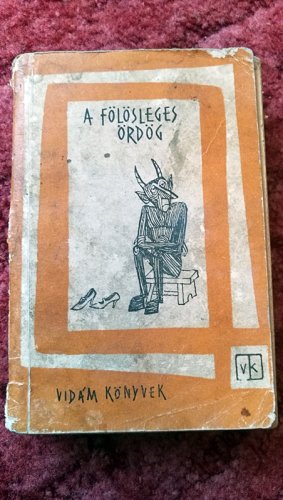 A FÖLÖSLEGES
ÖRDÖG
VK
VIDÁM KÖNYVEK